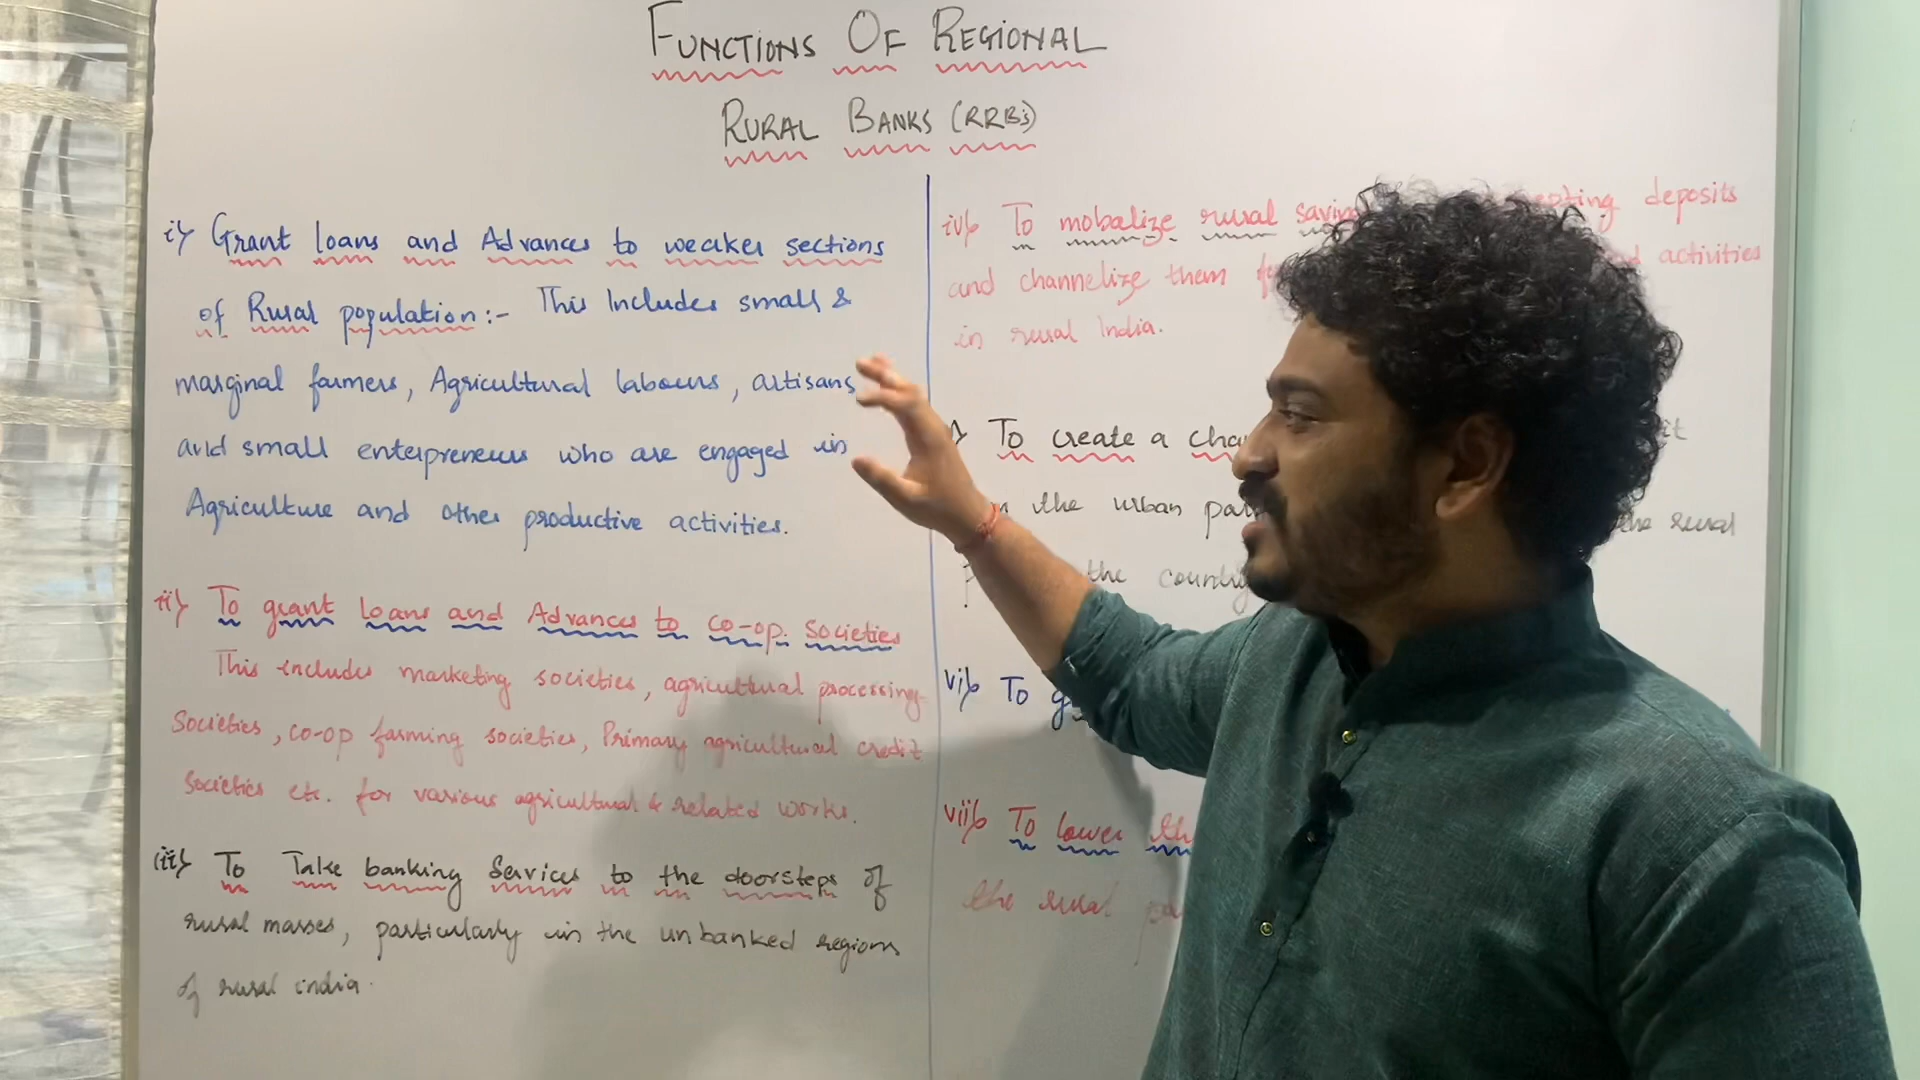 FUNCTIONS OF REGIONAL
RURAL BANKS (RRB's)
i) Grant loans and Advances to weaker sections
of Rural population :- This Includes small &
marginal farmers, Agricultural labours, artisans
and small enterpreneurs who are engaged in
Agriculture and other productive activities.
ii) To grant loans and Advances to co-op. societies
This includes marketing societies, agricultural processing
societies, co-op farming societies, Primary agricultural credit
societies etc. for various agricultural & related works.
iii) To Take banking services to the doorsteps of
rural masses, particularly in the unbanked regions
of rural india.
iv) To mobalize rural deposits
and channelize them activities
in rural India.
To create a
the urban the rural
the
vi) To
vii) To lower
the rural